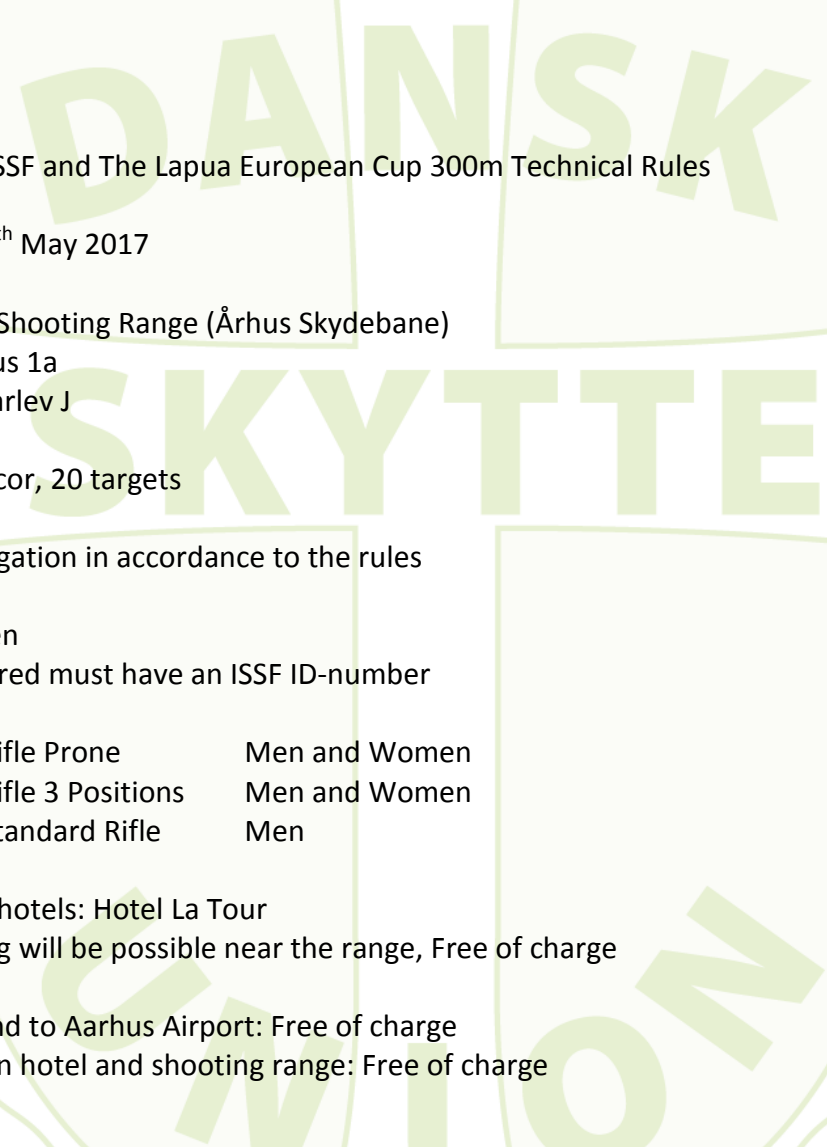 DANSK
SSF and The Lapua European Cup 300m Technical Rules
th May 2017
Shooting Range (Århus Skydebane)
us 1a
arlev J
SKYTTE
cor, 20 targets
gation in accordance to the rules
en
red must have an ISSF ID-number
ifle Prone Men and Women
ifle 3 Positions Men and Women
tandard Rifle Men
hotels: Hotel La Tour
g will be possible near the range, Free of charge
nd to Aarhus Airport: Free of charge
n hotel and shooting range: Free of charge
UNION